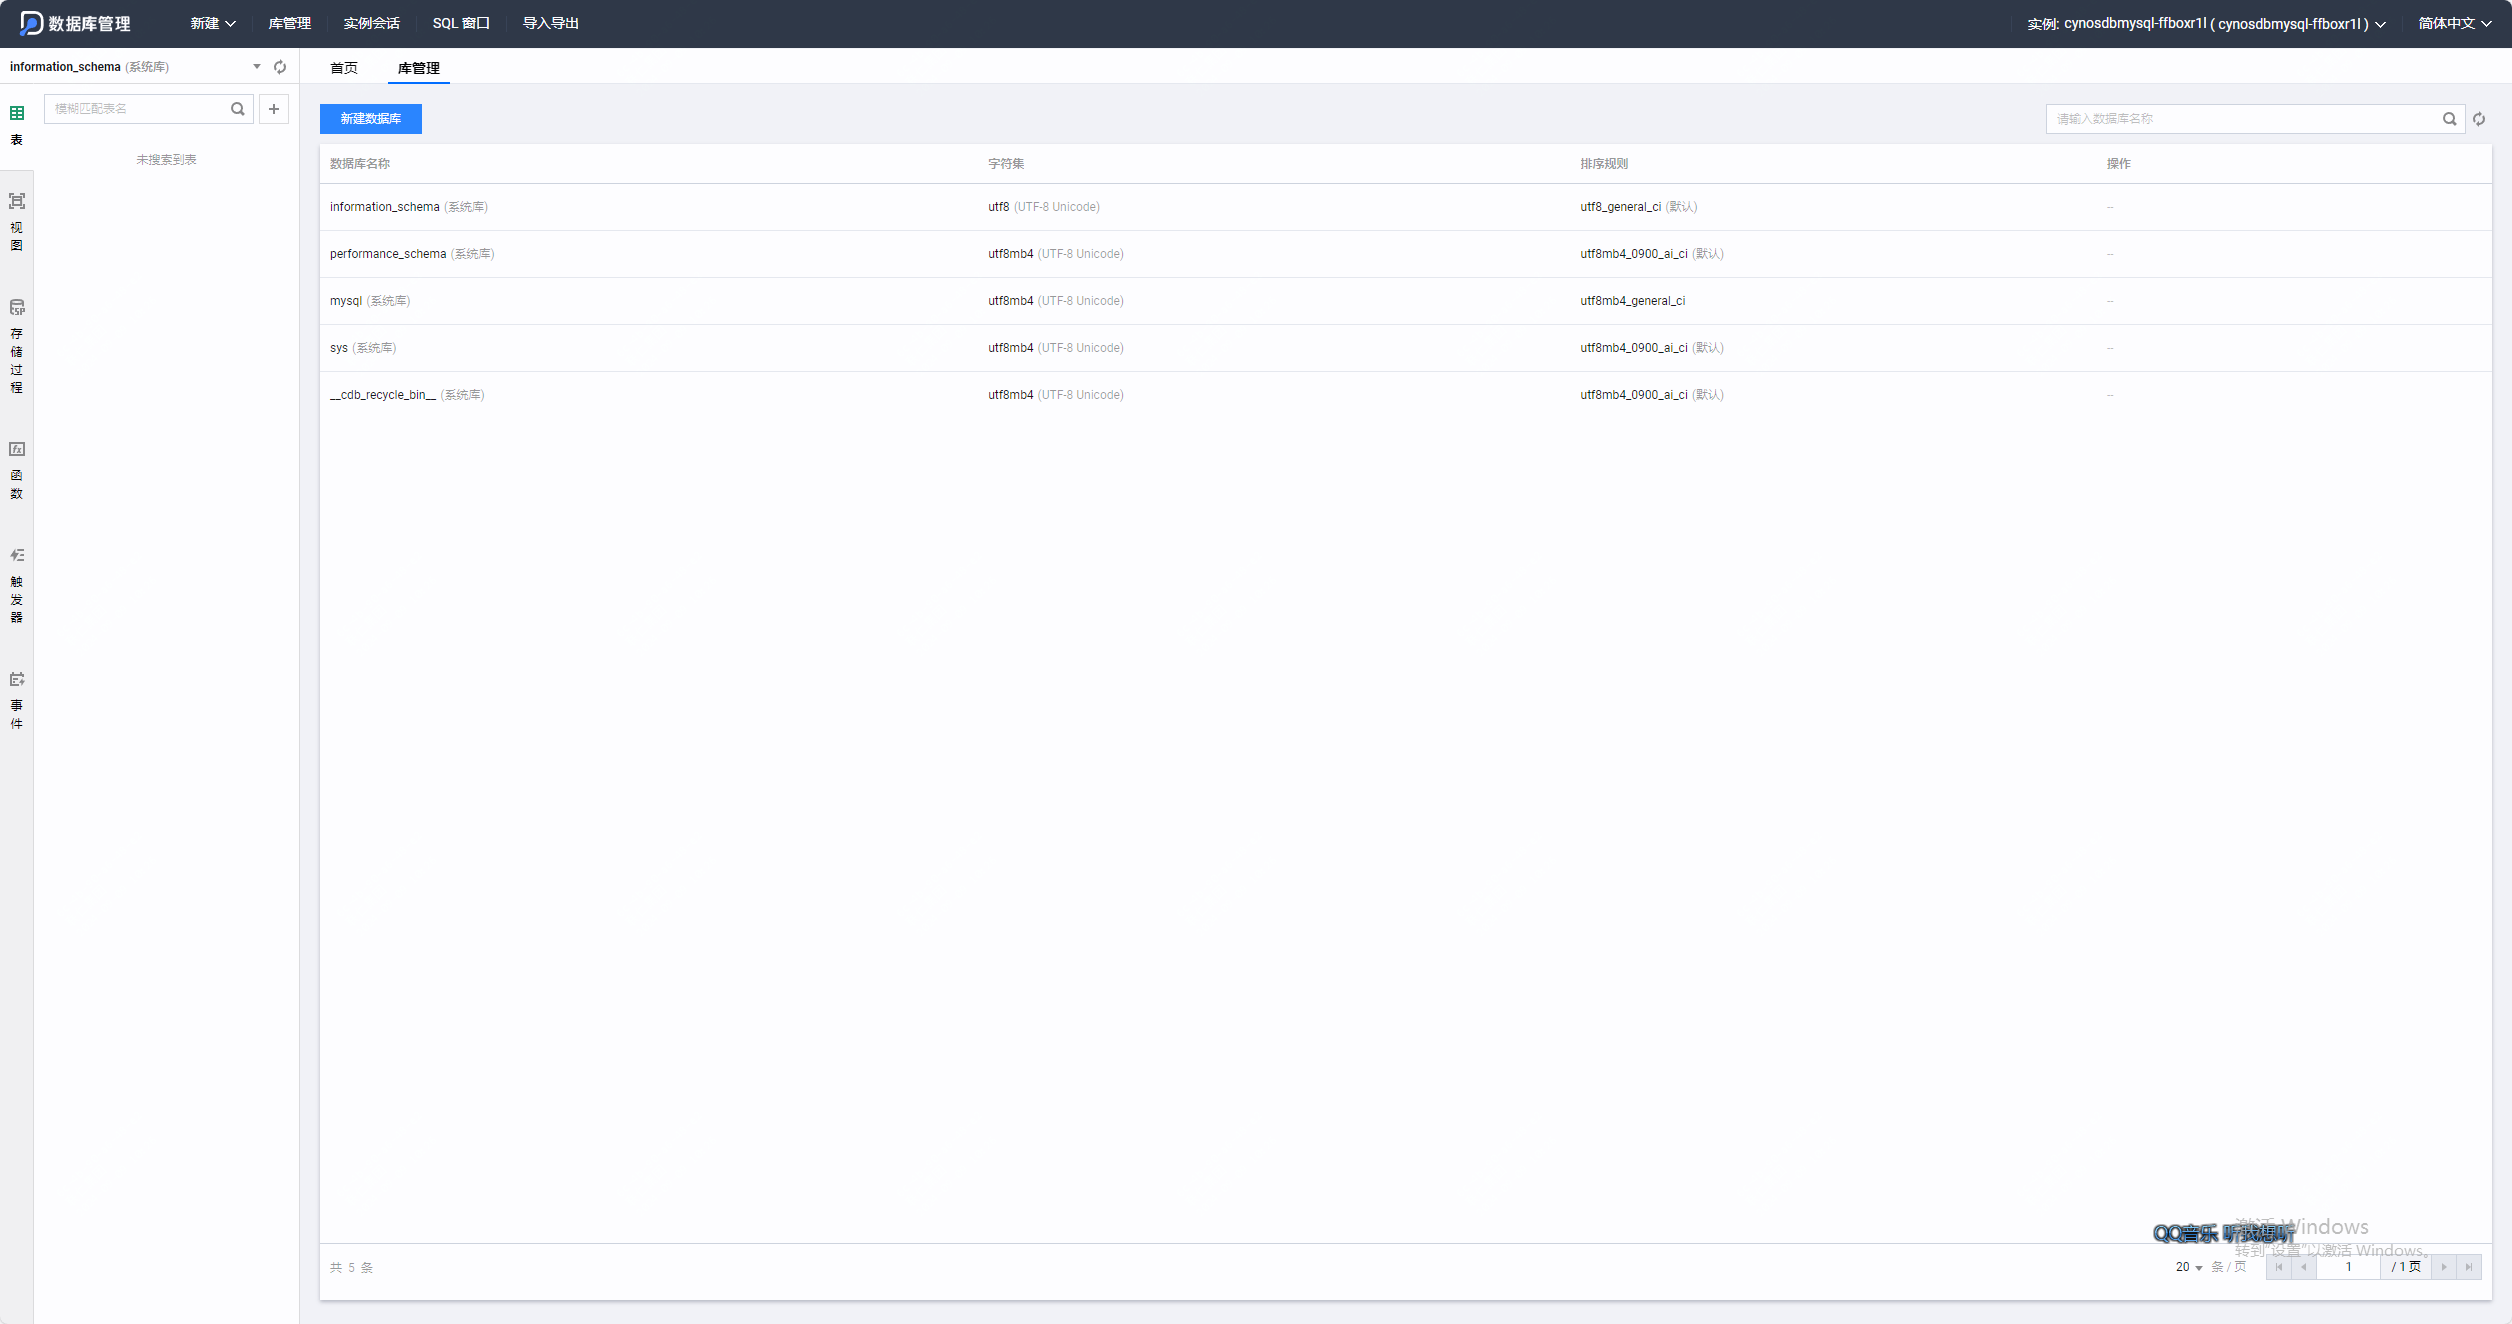 数据库管理 新建 库管理 实例会话 SQL 窗口 导入导出 实例: cynosdbmysql-ffboxr1l ( cynosdbmysql-ffboxr1l ) 简体中文
information_schema (系统库)
首页 库管理
表
模糊匹配表名
未搜索到表
视图
存储过程
函数
触发器
事件
新建数据库 请输入数据库名称
数据库名称 字符集 排序规则 操作
information_schema (系统库) utf8 (UTF-8 Unicode) utf8_general_ci (默认) --
performance_schema (系统库) utf8mb4 (UTF-8 Unicode) utf8mb4_0900_ai_ci (默认) --
mysql (系统库) utf8mb4 (UTF-8 Unicode) utf8mb4_general_ci --
sys (系统库) utf8mb4 (UTF-8 Unicode) utf8mb4_0900_ai_ci (默认) --
__cdb_recycle_bin__ (系统库) utf8mb4 (UTF-8 Unicode) utf8mb4_0900_ai_ci (默认) --
激活 Windows
QQ音乐 听我想听
转到"设置"以激活 Windows。
共 5 条 20 条 / 页 1 / 1 页